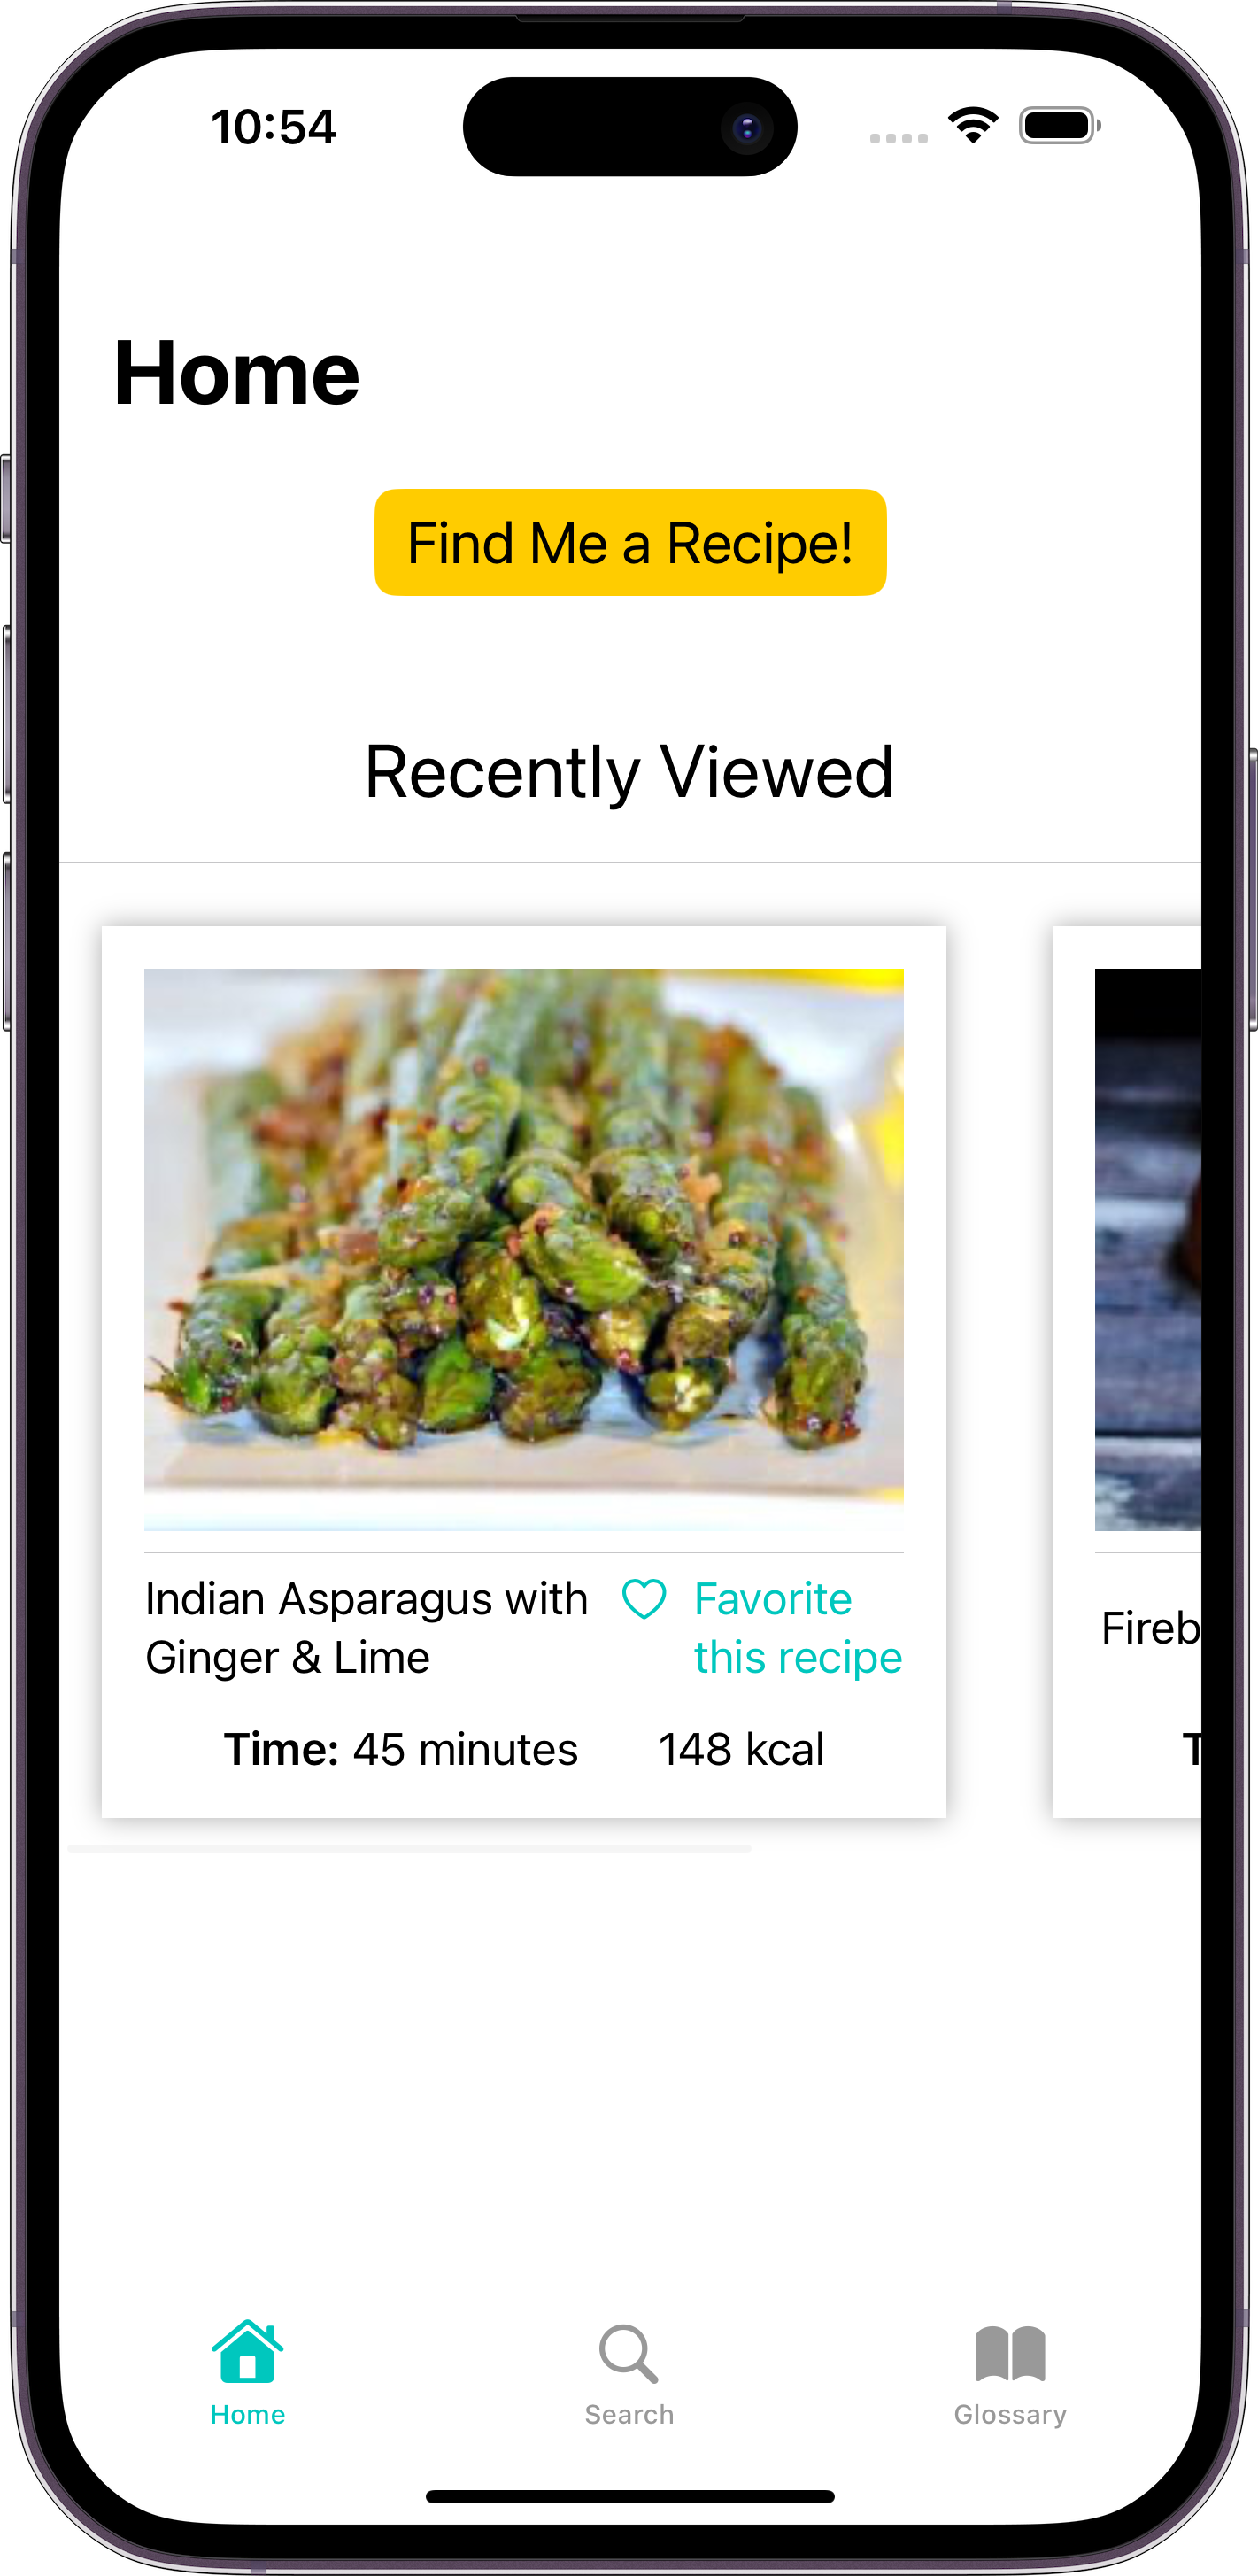 10:54
Home
Find Me a Recipe!
Recently Viewed
Indian Asparagus with
Ginger & Lime
Favorite
this recipe
Time: 45 minutes 148 kcal
Fireb
T
Home
Search
Glossary